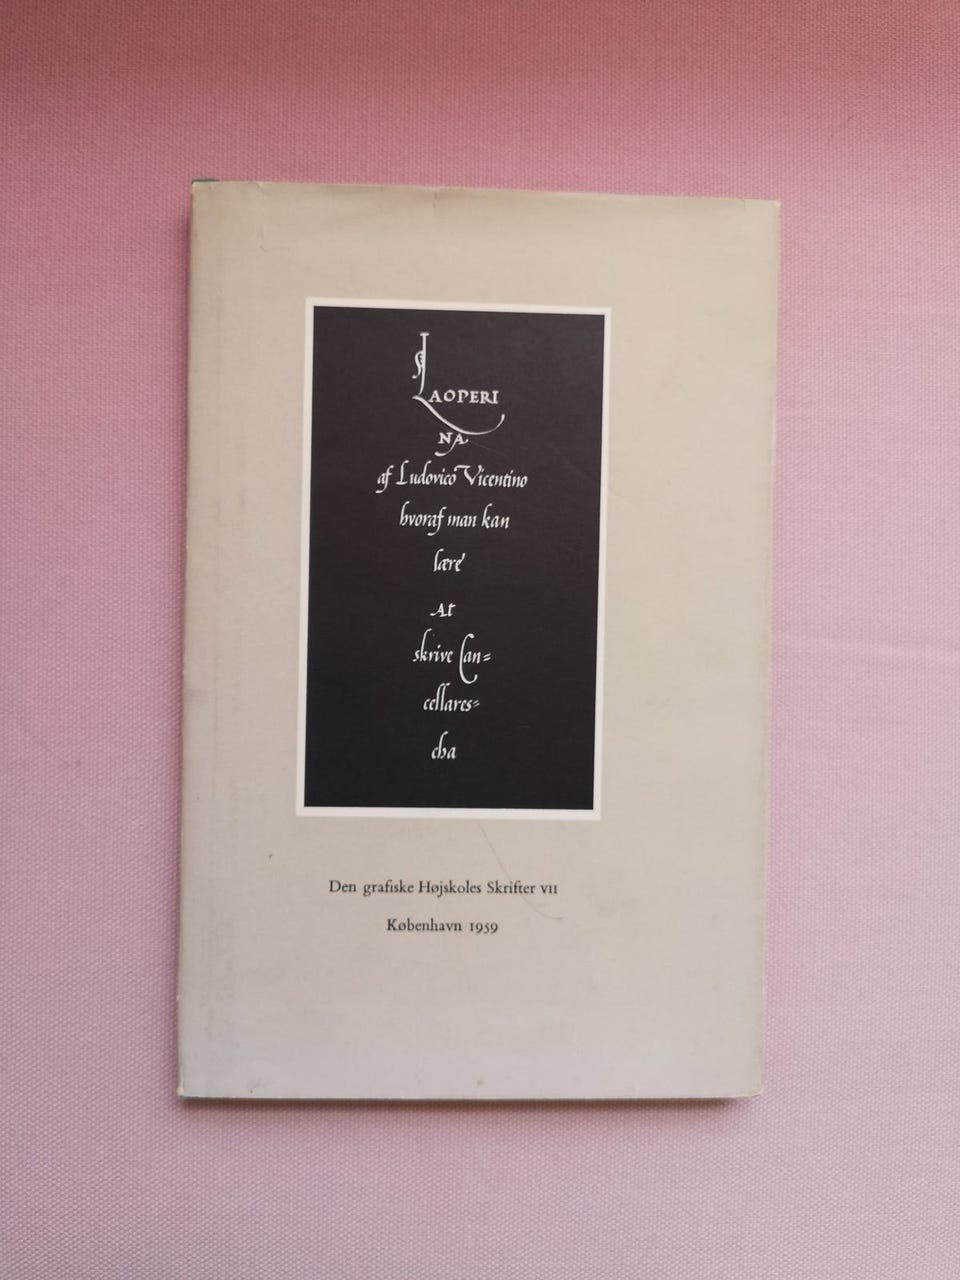 LAOPERI
NA
af Ludovico Vicentino
hvoraf man kan
lære
At
skrive Can=
cellares=
cha
Den grafiske Højskoles Skrifter VII
København 1959